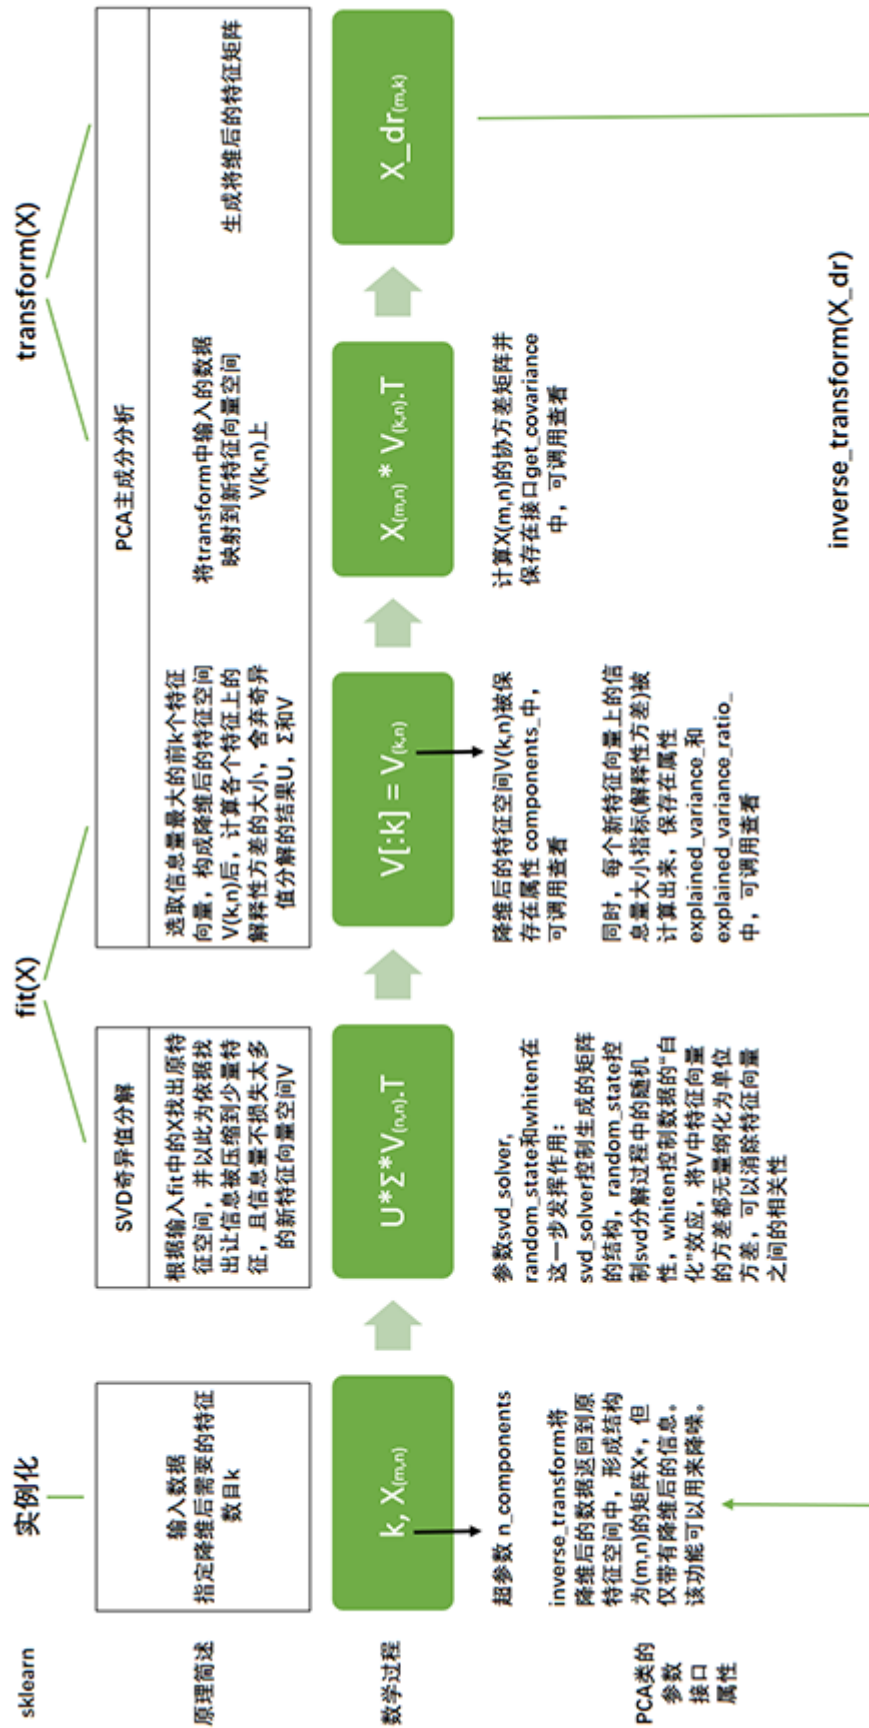 sklearn
实例化
fit(X)
transform(X)
原理简述
输入数据
指定降维后需要的特征
数目k
SVD奇异值分解
根据输入fit中的X找出原特
征空间，并以此为依据找
出让信息被压缩到少量特
征，且信息量不损失太多
的新特征向量空间V
PCA主成分分析
选取信息量最大的前k个特征
向量，构成降维后的特征空间
V(k,n)后，计算各个特征上的
解释性方差的大小，舍弃奇异
值分解的结果U，Σ和V
将transform中输入的数据
映射到新特征向量空间
V(k,n)上
生成将维后的特征矩阵
数学过程
k, X(m,n)
U*Σ*V(n,n).T
V[:k] = V(k,n)
X(m,n) * V(k,n).T
X_dr(m,k)
PCA类的
参数
接口
属性
超参数 n_components
inverse_transform将
降维后的数据返回到原
特征空间中，形成结构
为(m,n)的矩阵X*，但
仅带有降维后的信息。
该功能可以用来降噪。
参数svd_solver,
random_state和whiten在
这一步发挥作用：
svd_solver控制生成的矩阵
的结构，random_state控
制svd分解过程中的随机
性，whiten控制数据的“白
化”效应，将V中特征向量
的方差都无量纲化为单位
方差，可以消除特征向量
之间的相关性
降维后的特征空间V(k,n)被保
存在属性 components_中，
可调用查看
同时，每个新特征向量上的信
息量大小指标(解释性方差)被
计算出来，保存在属性
explained_variance_和
explained_variance_ratio_
中，可调用查看
计算X(m,n)的协方差矩阵并
保存在接口get_covariance
中，可调用查看
inverse_transform(X_dr)